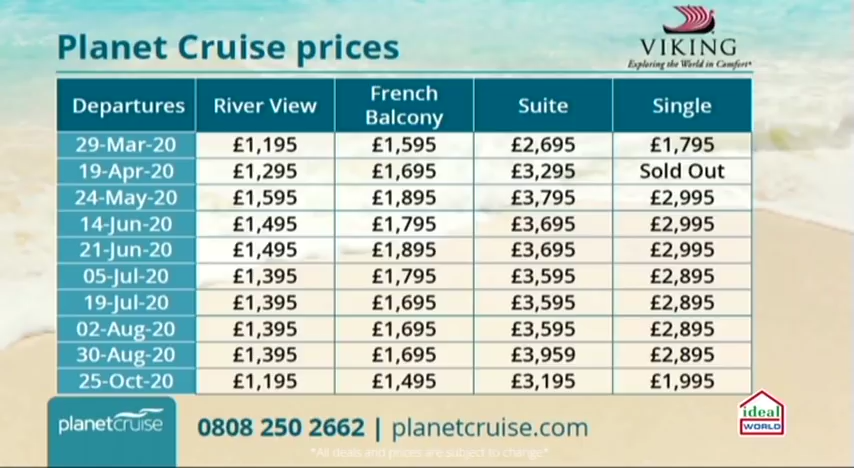 Planet Cruise prices
VIKING
Exploring the World in Comfort®
Departures River View French Balcony Suite Single
29-Mar-20 £1,195 £1,595 £2,695 £1,795
19-Apr-20 £1,295 £1,695 £3,295 Sold Out
24-May-20 £1,595 £1,895 £3,795 £2,995
14-Jun-20 £1,495 £1,795 £3,695 £2,995
21-Jun-20 £1,495 £1,895 £3,695 £2,995
05-Jul-20 £1,395 £1,795 £3,595 £2,895
19-Jul-20 £1,395 £1,695 £3,595 £2,895
02-Aug-20 £1,395 £1,695 £3,595 £2,895
30-Aug-20 £1,395 £1,695 £3,959 £2,895
25-Oct-20 £1,195 £1,495 £3,195 £1,995
planetcruise
0808 250 2662 | planetcruise.com
*All deals and prices are subject to change*
ideal
WORLD